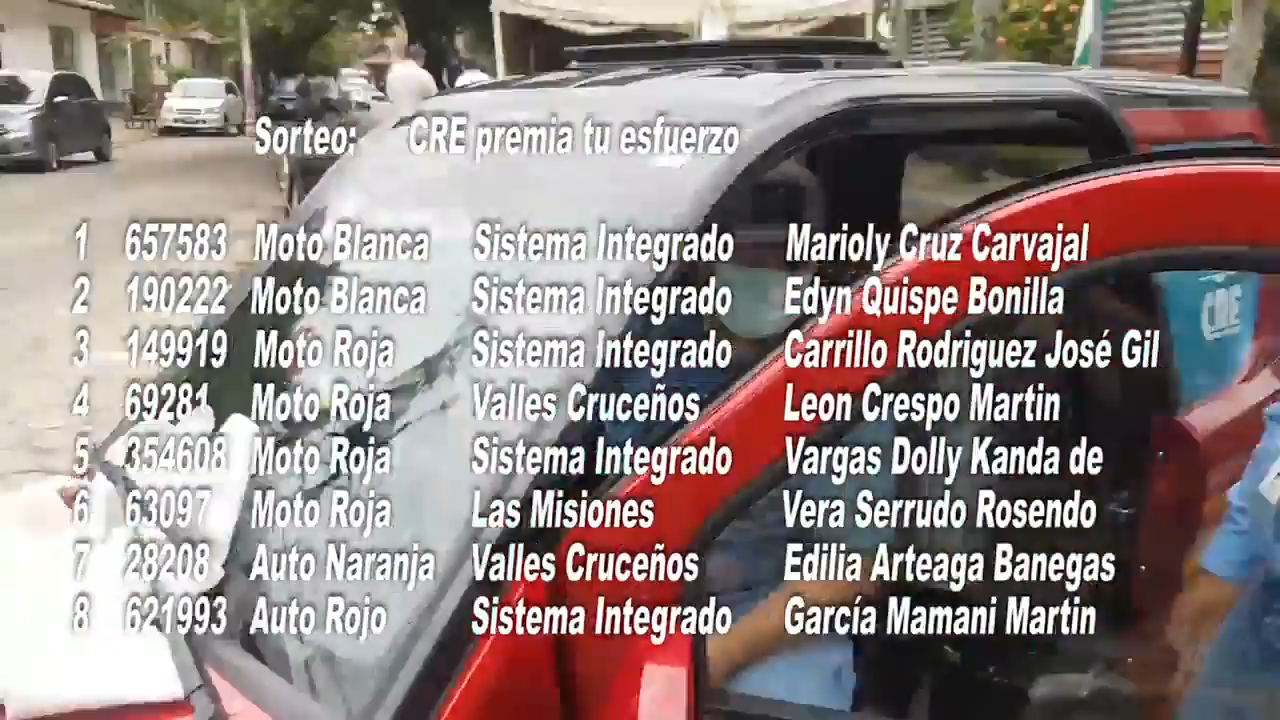 Sorteo; CRE premia tu esfuerzo
1 657583 Moto Blanca Sistema Integrado Marioly Cruz Carvajal
2 190222 Moto Blanca Sistema Integrado Edyn Quispe Bonilla
3 149919 Moto Roja Sistema Integrado Carrillo Rodriguez José Gil
4 69281 Moto Roja Valles Cruceños Leon Crespo Martin
5 354608 Moto Roja Sistema Integrado Vargas Dolly Kanda de
6 63097 Moto Roja Las Misiones Vera Serrudo Rosendo
7 28208 Auto Naranja Valles Cruceños Edilia Arteaga Banegas
8 621993 Auto Rojo Sistema Integrado García Mamani Martin
CRE